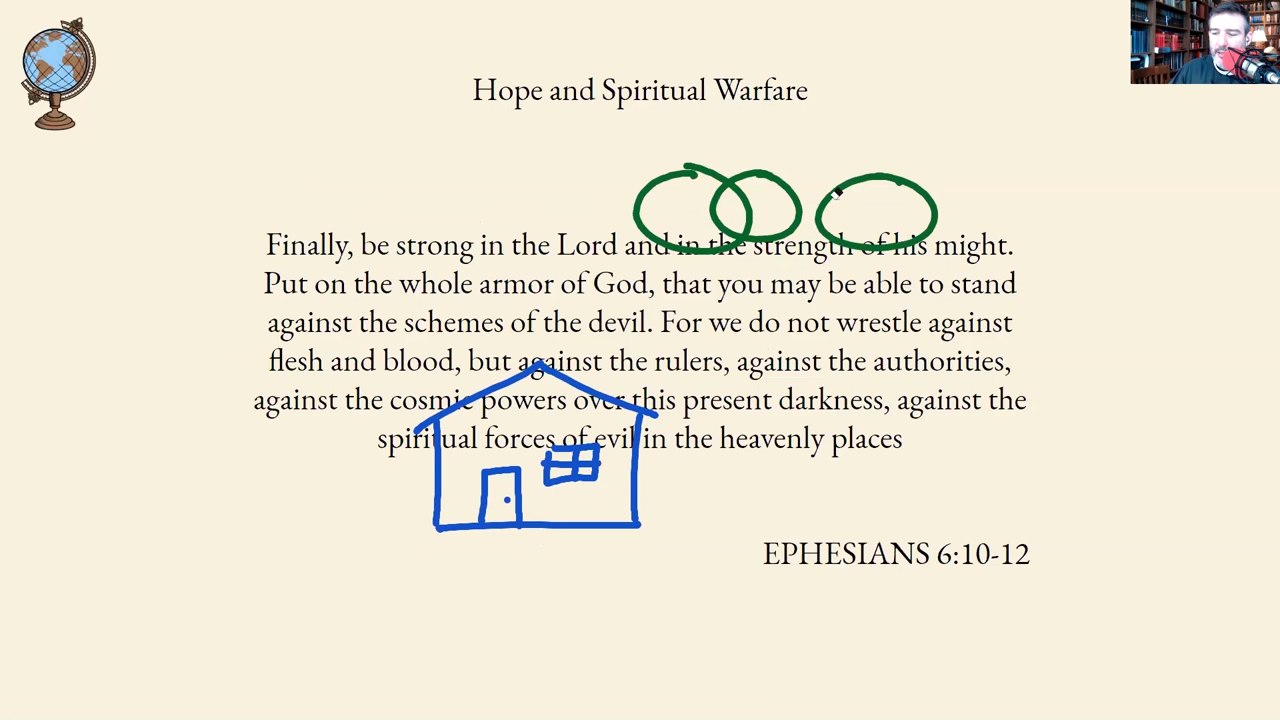 Hope and Spiritual Warfare
Finally, be strong in the Lord and in the strength of his might.
Put on the whole armor of God, that you may be able to stand
against the schemes of the devil. For we do not wrestle against
flesh and blood, but against the rulers, against the authorities,
against the cosmic powers over this present darkness, against the
spiritual forces of evil in the heavenly places
EPHESIANS 6:10-12